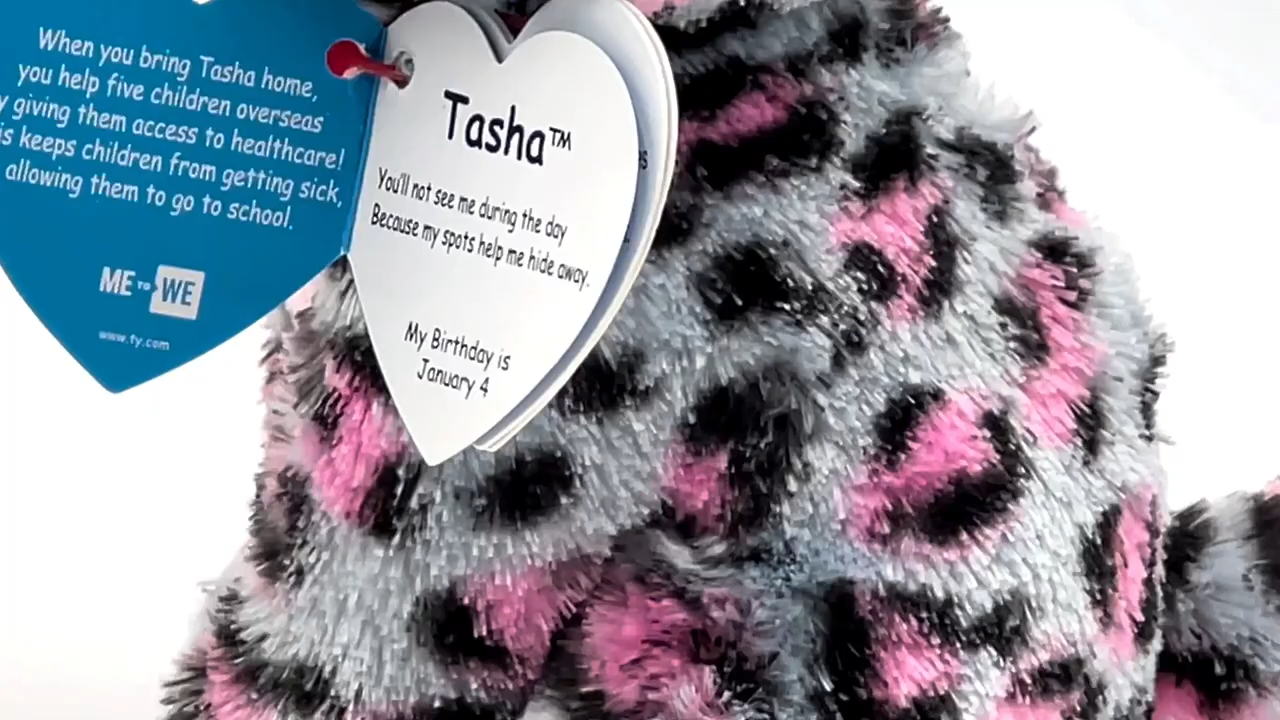 When you bring Tasha home,
you help five children overseas
giving them access to healthcare!
keeps children from getting sick,
allowing them to go to school.
ME TO WE
www.ty.com
Tasha™
You'll not see me during the day
Because my spots help me hide away.
My Birthday is
January 4